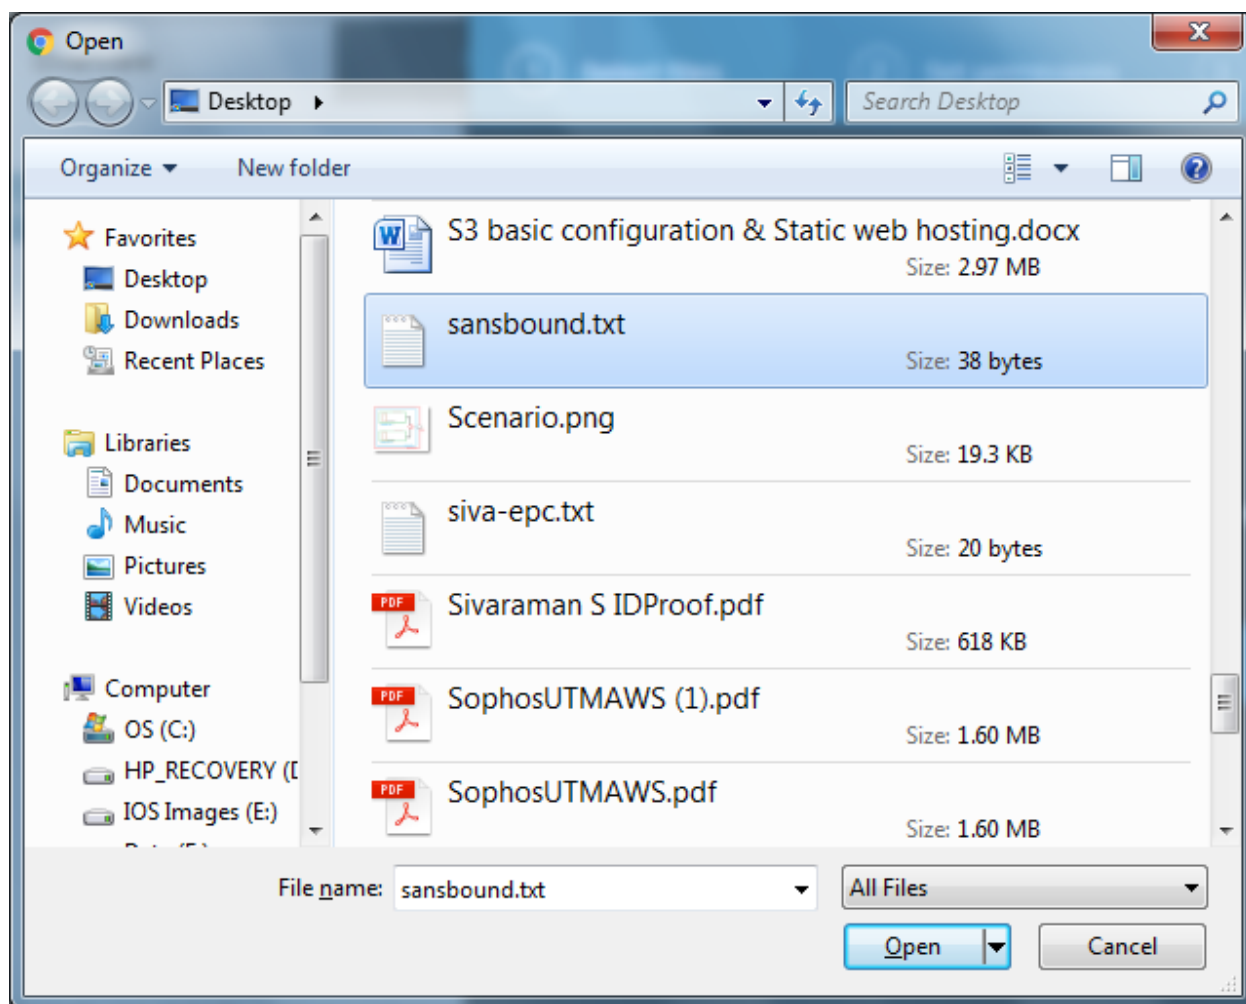 Open
Desktop
Search Desktop
Organize
New folder
Favorites
Desktop
Downloads
Recent Places
Libraries
Documents
Music
Pictures
Videos
Computer
OS (C:)
HP_RECOVERY (D
IOS Images (E:)
S3 basic configuration & Static web hosting.docx
Size: 2.97 MB
sansbound.txt
Size: 38 bytes
Scenario.png
Size: 19.3 KB
siva-epc.txt
Size: 20 bytes
PDF
Sivaraman S IDProof.pdf
Size: 618 KB
PDF
SophosUTMAWS (1).pdf
Size: 1.60 MB
PDF
SophosUTMAWS.pdf
Size: 1.60 MB
File name: sansbound.txt
All Files
Open
Cancel